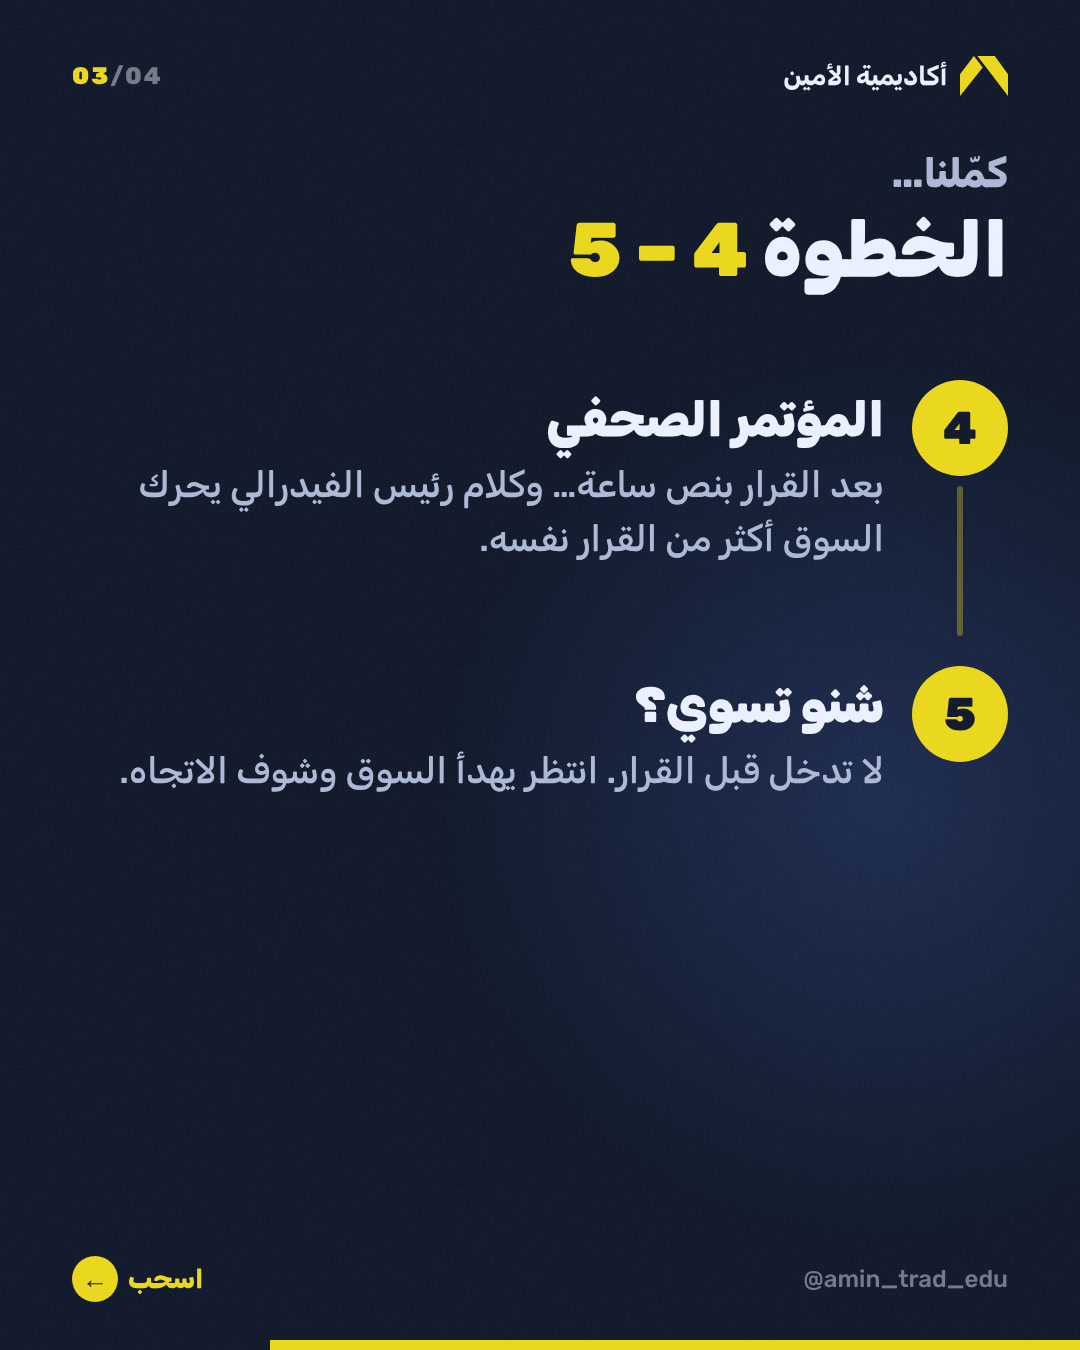 أكاديمية الأمين
03/04
كمّلنا...
الخطوة 4 – 5
4
المؤتمر الصحفي
بعد القرار بنص ساعة... وكلام رئيس الفيدرالي يحرك
السوق أكثر من القرار نفسه.
5
شنو تسوي؟
لا تدخل قبل القرار. انتظر يهدأ السوق وشوف الاتجاه.
@amin_trad_edu
اسحب ←